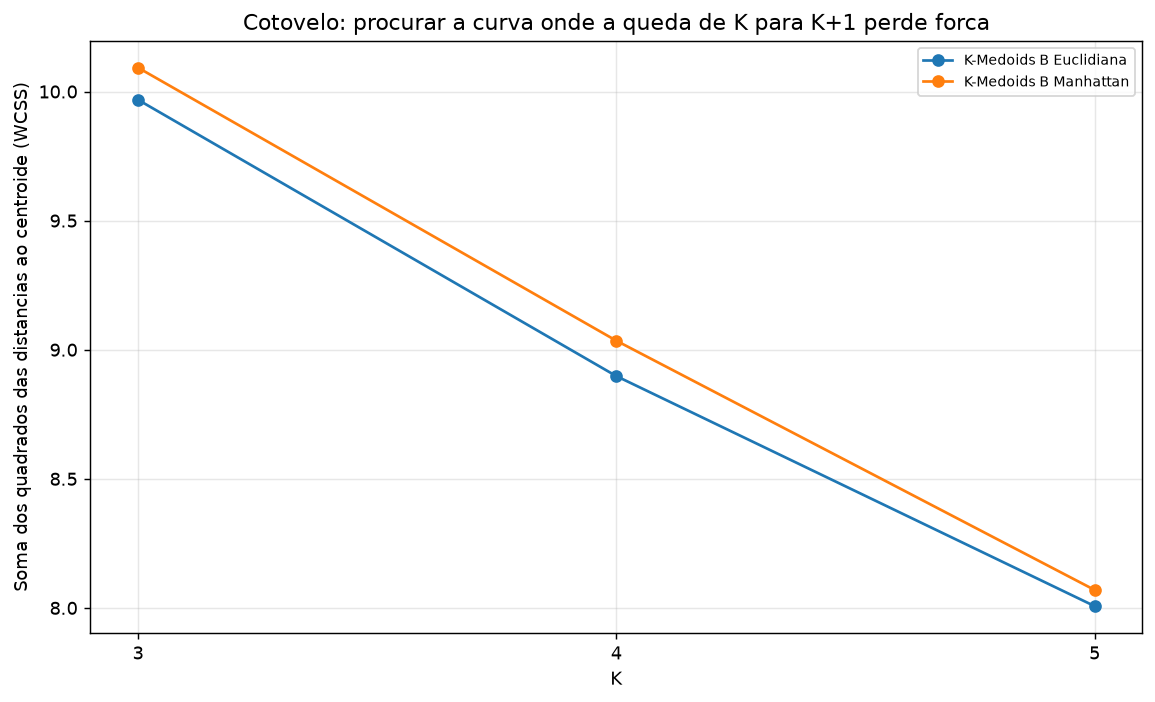 Cotovelo: procurar a curva onde a queda de K para K+1 perde forca
K-Medoids B Euclidiana
K-Medoids B Manhattan
Soma dos quadrados das distancias ao centroide (WCSS)
10.0
9.5
9.0
8.5
8.0
3 4 5
K